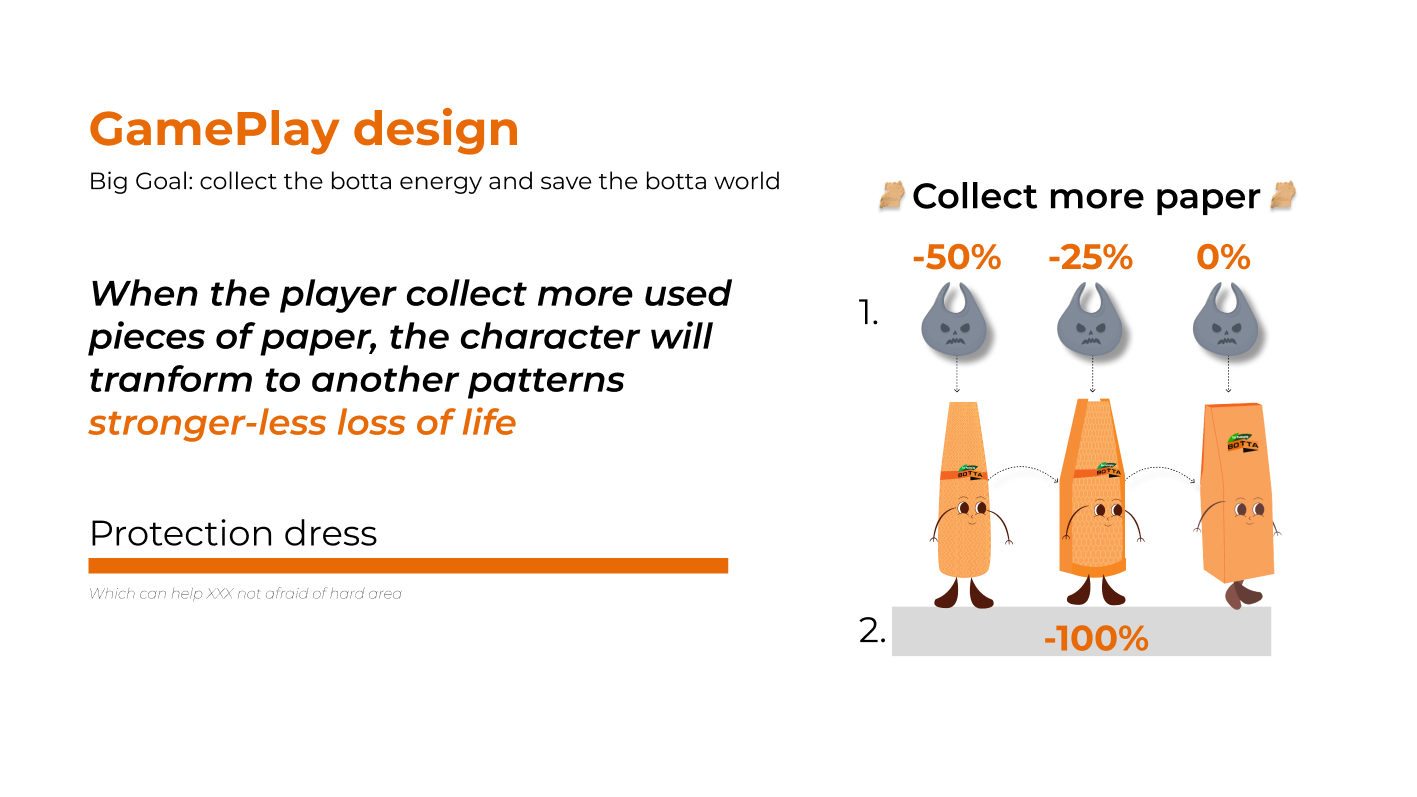 GamePlay design
Big Goal: collect the botta energy and save the botta world
When the player collect more used
pieces of paper, the character will
tranform to another patterns
stronger-less loss of life
Protection dress
Which can help XXX not afraid of hard area
Collect more paper
-50% -25% 0%
1.
BOTTA BOTTA BOTTA
2.
-100%